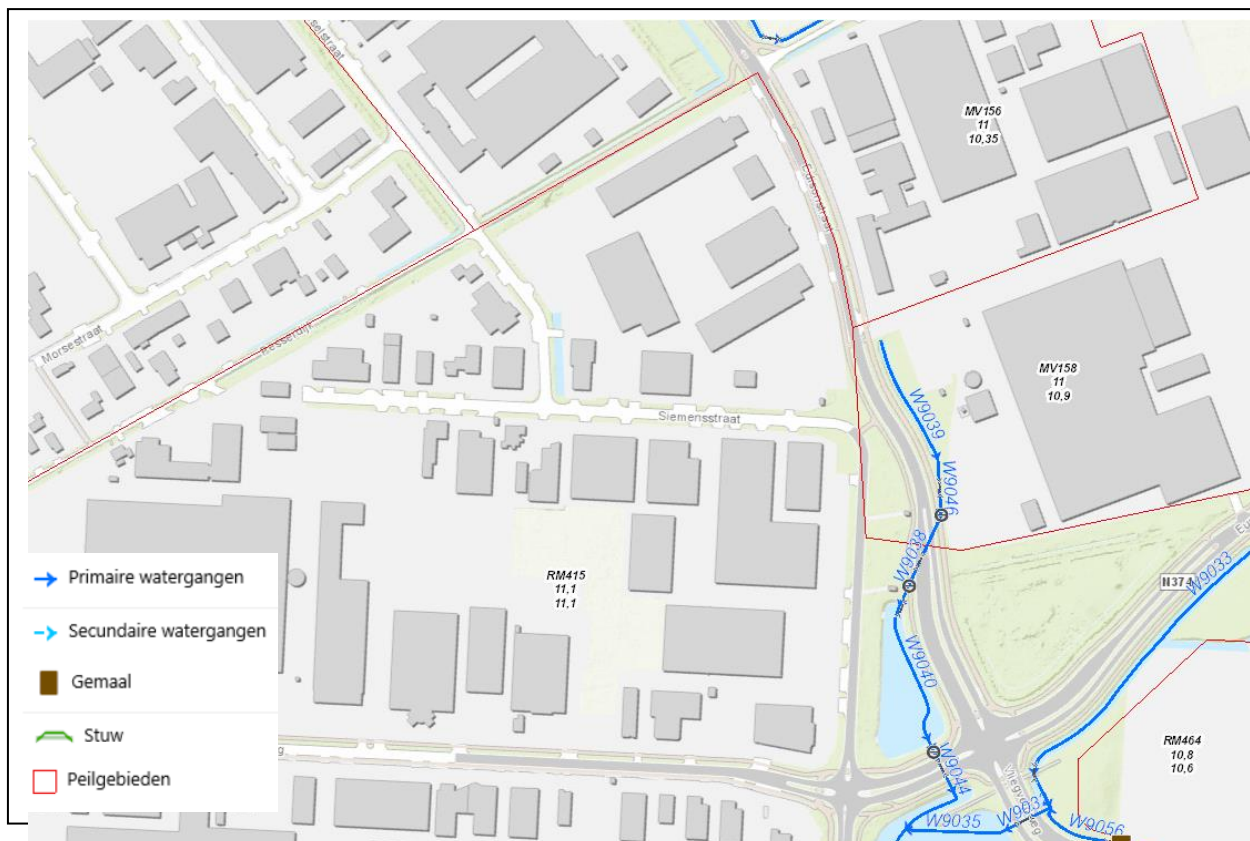 MV156
11
10,35
Morsestraat
MV158
11
10,9
W9039
Siemensstraat
W9046
W9038
N374
W9033
RM415
11,1
11,1
Primaire watergangen
Secundaire watergangen
Gemaal
Stuw
Peilgebieden
W9040
W9044
RM464
10,8
10,6
W9035
W9056